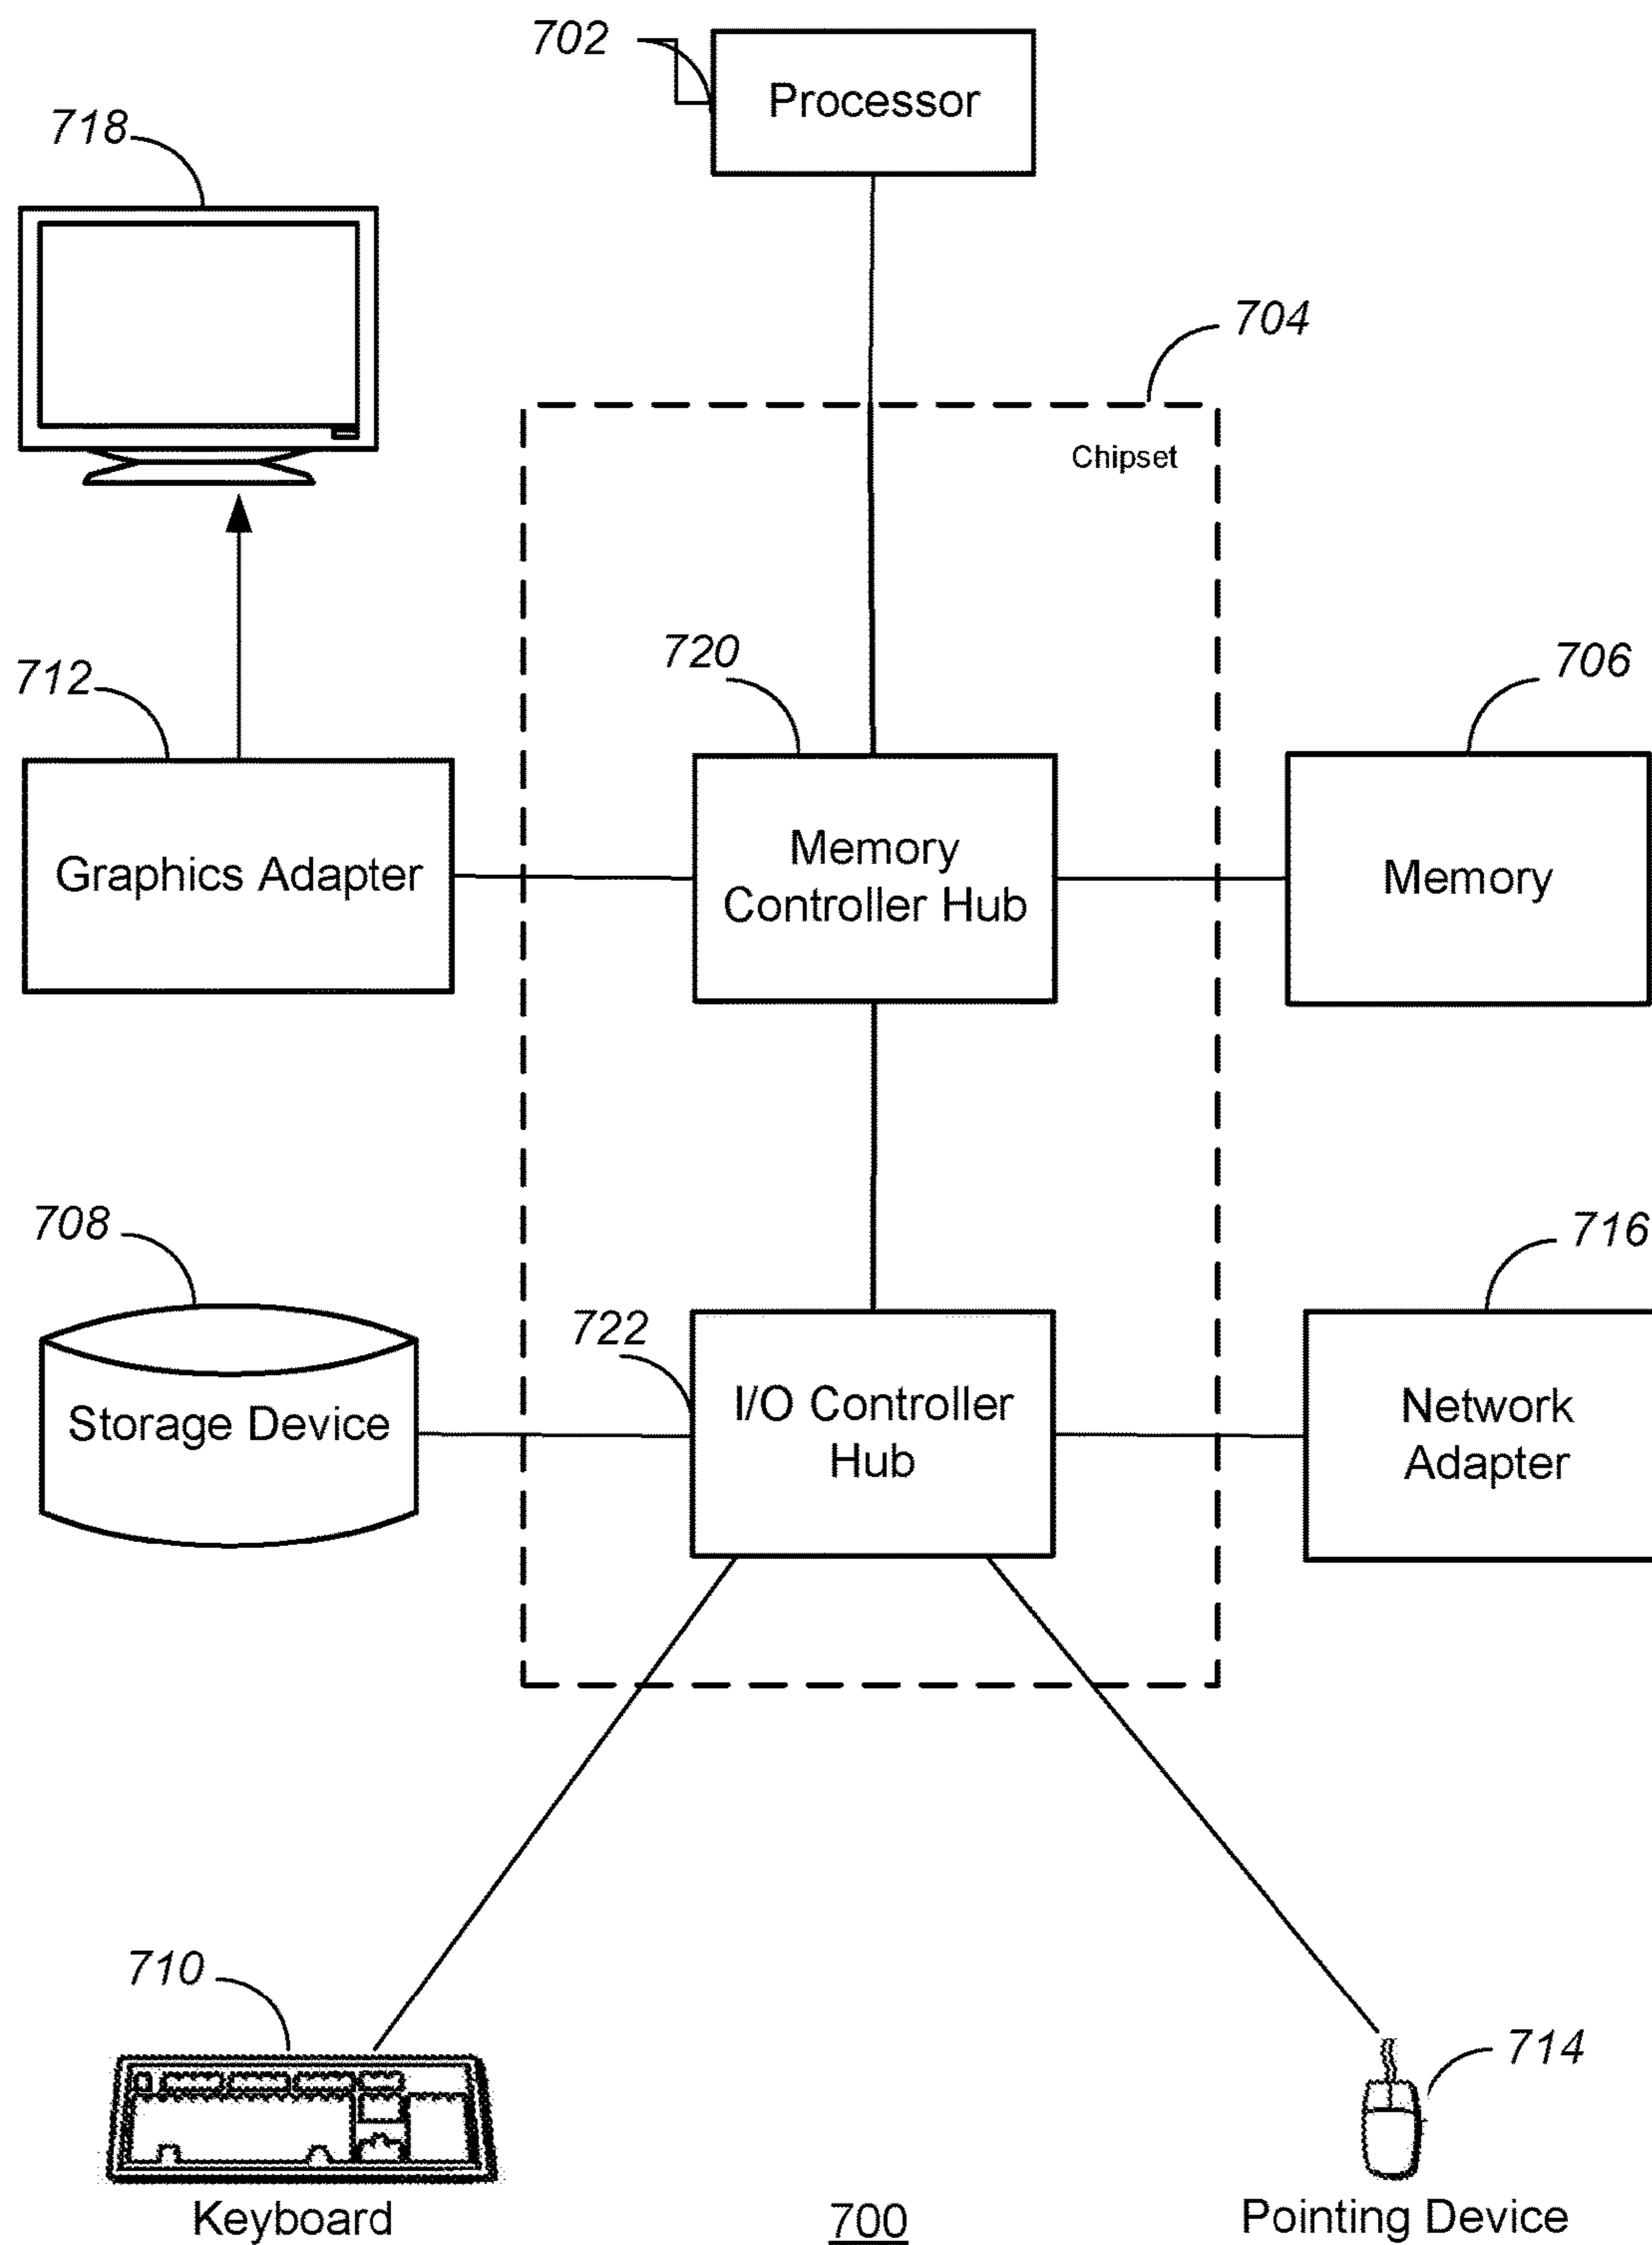 702
Processor
718
704
Chipset
720
706
712
Graphics Adapter
Memory
Controller Hub
Memory
708
716
722
Storage Device
I/O Controller
Hub
Network
Adapter
710
714
Keyboard
700
Pointing Device